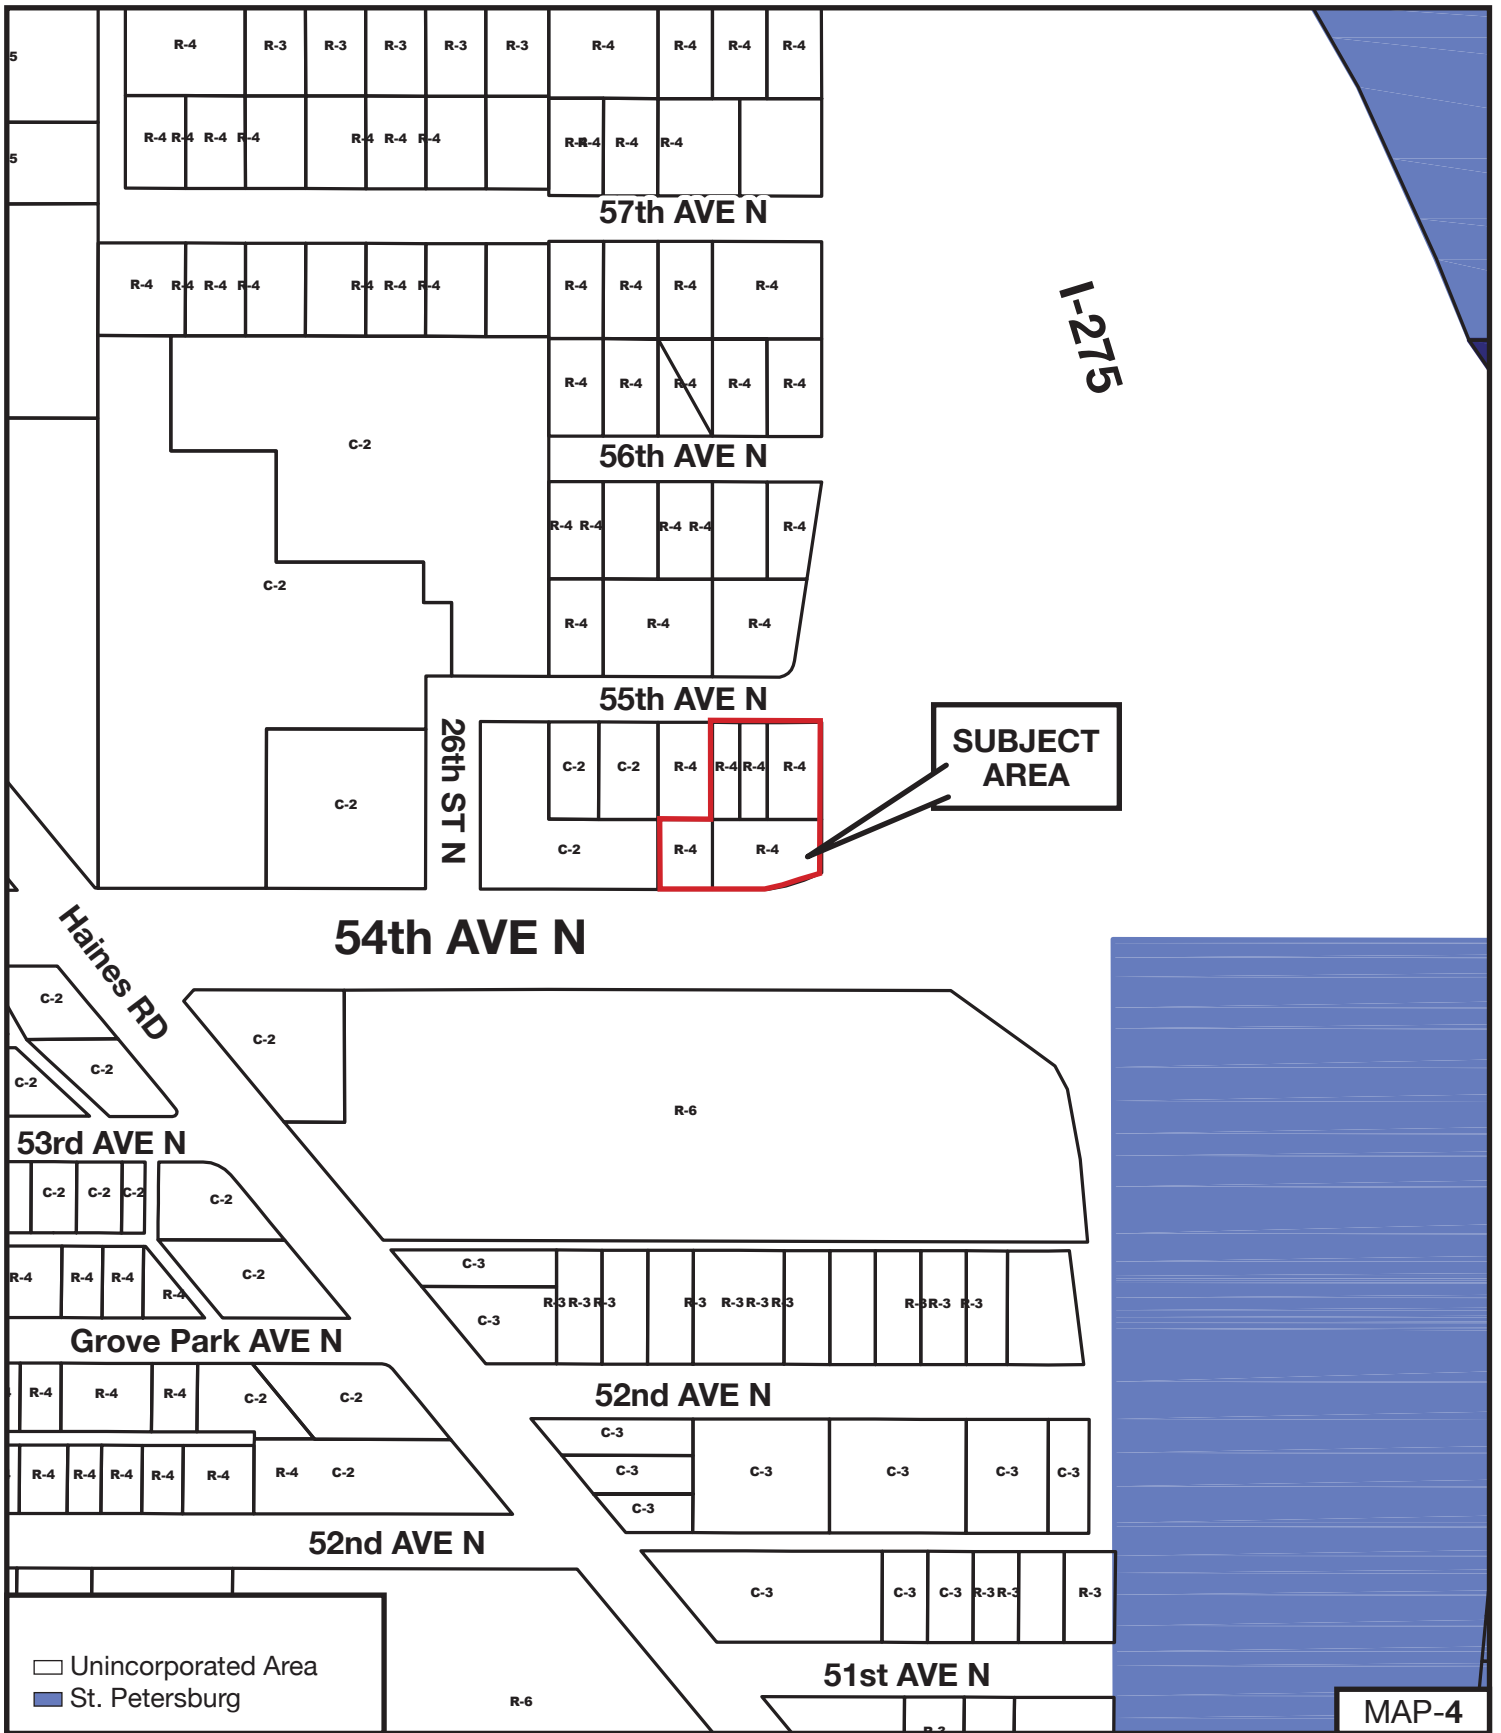 R-4 R-3 R-3 R-3 R-3 R-3 R-4 R-4 R-4 R-4
5
R-4 R-4 R-4 R-4 R-4 R-4 R-4 R-4 R-4 R-4 R-4
5
57th AVE N
R-4 R-4 R-4 R-4 R-4 R-4 R-4 R-4 R-4 R-4 R-4
I-275
R-4 R-4 R-4 R-4 R-4
C-2
56th AVE N
R-4 R-4 R-4 R-4 R-4
C-2
R-4 R-4 R-4
55th AVE N
26th ST N
SUBJECT
AREA
C-2 C-2 R-4 R-4 R-4 R-4
C-2
C-2 R-4 R-4
54th AVE N
Haines RD
C-2
C-2
C-2
C-2
R-6
53rd AVE N
C-2 C-2 C-2 C-2
C-3
R-4 R-4 R-4 R-4 C-2
R-3 R-3 R-3 R-3 R-3 R-3 R-3 R-3 R-3 R-3
C-3
Grove Park AVE N
R-4 R-4 R-4 C-2 C-2
52nd AVE N
C-3
R-4 R-4 R-4 R-4 R-4 R-4 C-2
C-3 C-3 C-3 C-3 C-3
C-3
52nd AVE N
C-3 C-3 C-3 R-3 R-3 R-3
Unincorporated Area
St. Petersburg
R-6
51st AVE N
MAP-4